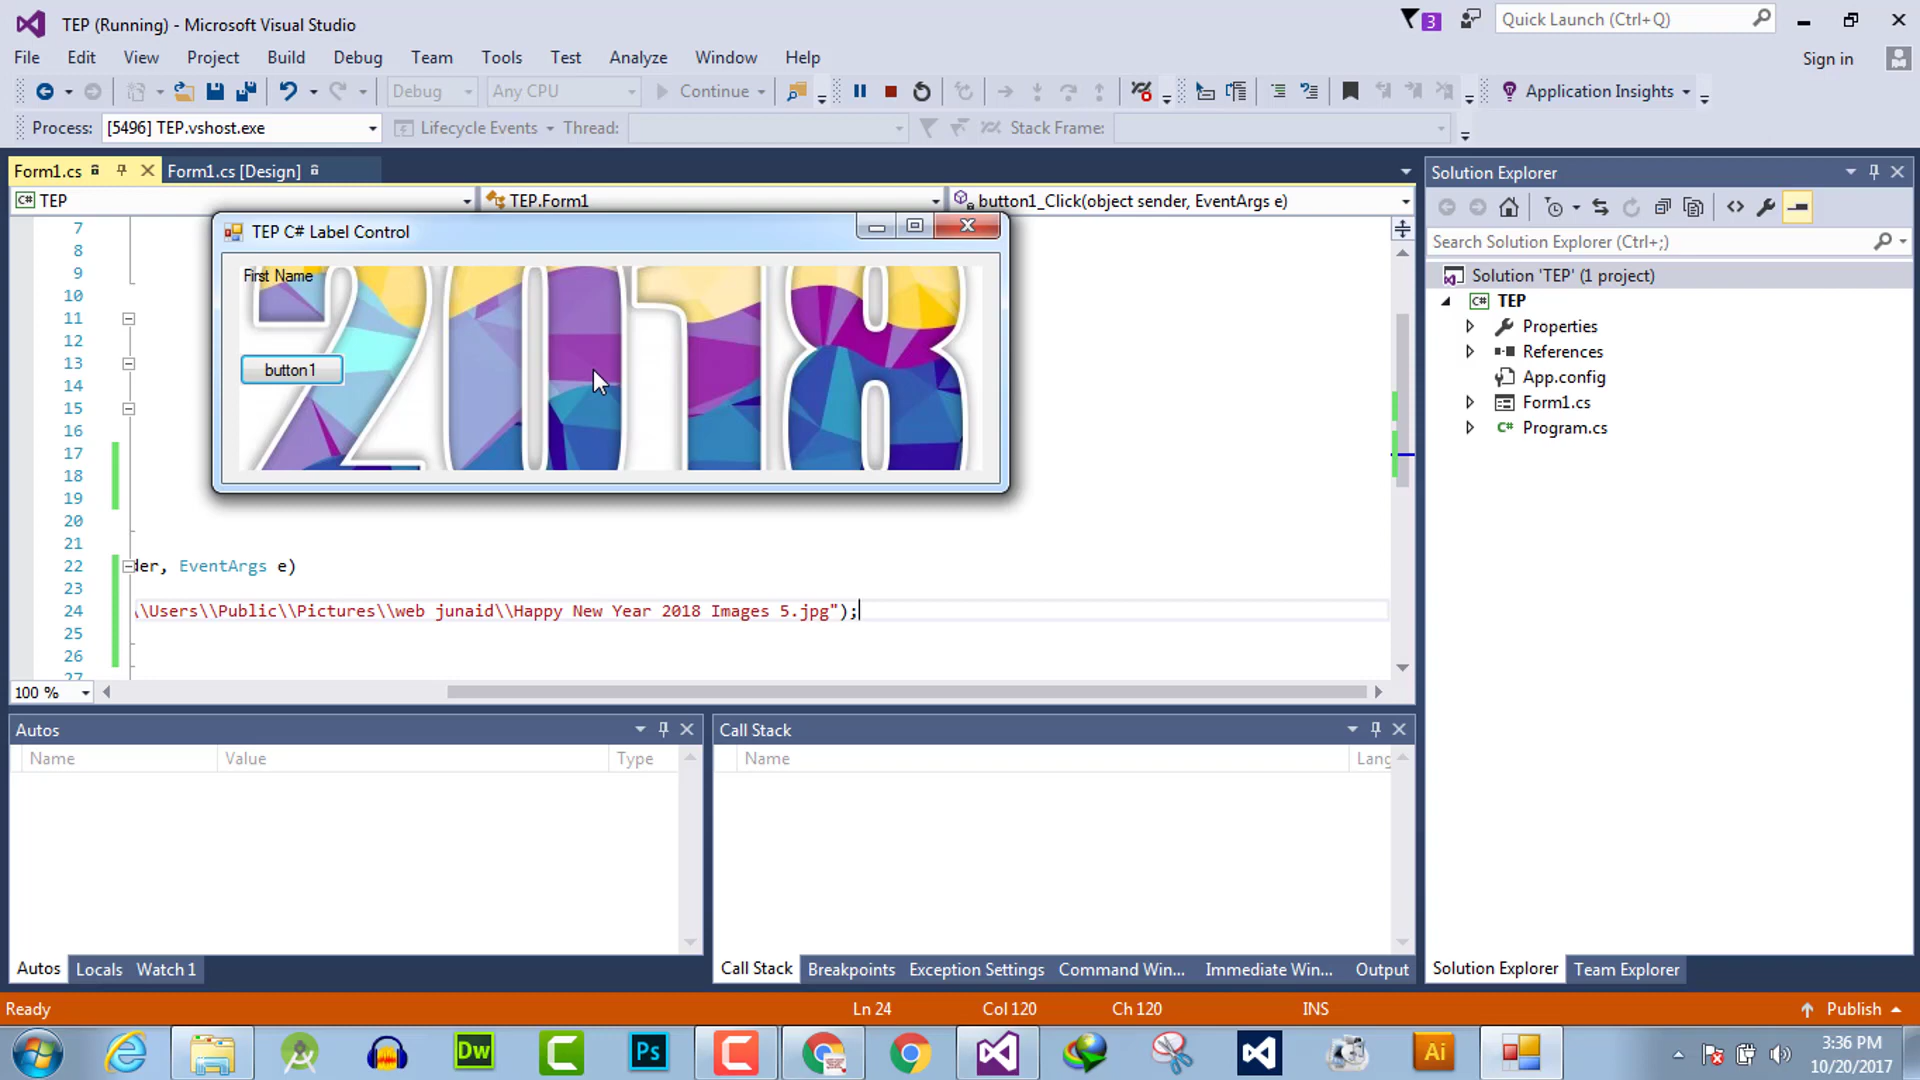 TEP (Running) - Microsoft Visual Studio
3
Quick Launch (Ctrl+Q)
File Edit View Project Build Debug Team Tools Test Analyze Window Help
Sign in
Debug Any CPU Continue Application Insights
Process: [5496] TEP.vshost.exe Lifecycle Events Thread: Stack Frame:
Form1.cs Form1.cs [Design]
C# TEP TEP.Form1 button1_Click(object sender, EventArgs e)
TEP C# Label Control
First Name
2018
button1
7
8
9
10
11
12
13
14
15
16
17
18
19
20
21
22 der, EventArgs e)
23
24 \\Users\\Public\\Pictures\\web junaid\\Happy New Year 2018 Images 5.jpg");
25
26
27
100 %
Solution Explorer
Search Solution Explorer (Ctrl+;)
Solution 'TEP' (1 project)
C# TEP
Properties
References
App.config
Form1.cs
C# Program.cs
Autos
Name Value Type
Autos Locals Watch 1
Call Stack
Name Lang
Call Stack Breakpoints Exception Settings Command Win... Immediate Win... Output
Solution Explorer Team Explorer
Ready Ln 24 Col 120 Ch 120 INS Publish
Dw Ps Ai
3:36 PM
10/20/2017